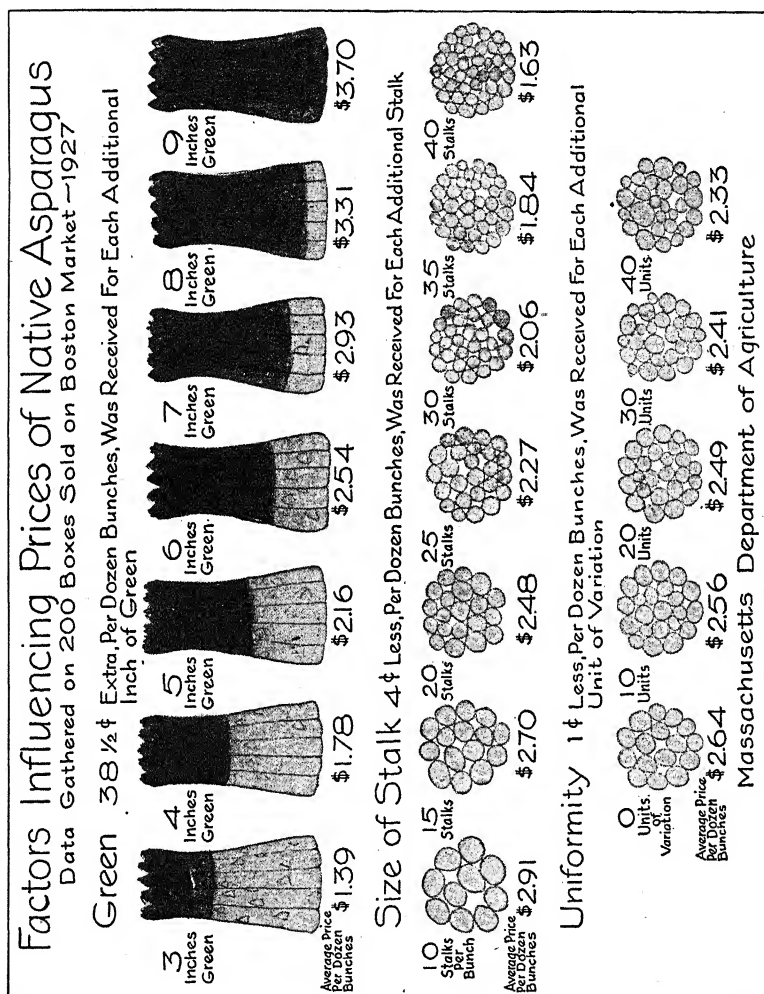 Factors Influencing Prices of Native Asparagus
Data Gathered on 200 Boxes Sold on Boston Market—1927
Green 38 ½ ¢ Extra, Per Dozen Bunches, Was Received For Each Additional
Inch of Green
3 Inches Green
4 Inches Green
5 Inches Green
6 Inches Green
7 Inches Green
8 Inches Green
9 Inches Green
Average Price Per Dozen Bunches $1.39 $1.78 $2.16 $2.54 $2.93 $3.31 $3.70
Size of Stalk 4¢ Less, Per Dozen Bunches, Was Received For Each Additional Stalk
10 Stalks Per Bunch
15 Stalks
20 Stalks
25 Stalks
30 Stalks
35 Stalks
40 Stalks
Average Price Per Dozen Bunches $2.91 $2.70 $2.48 $2.27 $2.06 $1.84 $1.63
Uniformity 1¢ Less, Per Dozen Bunches, Was Received For Each Additional
Unit of Variation
0 Units of Variation
10 Units
20 Units
30 Units
40 Units
Average Price Per Dozen Bunches $2.64 $2.56 $2.49 $2.41 $2.33
Massachusetts Department of Agriculture